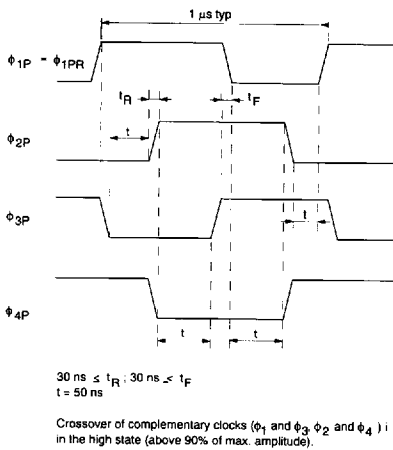 1 µs typ
ϕ1P = ϕ1PR
tR
tF
t
ϕ2P
ϕ3P
t
ϕ4P
t
t
30 ns ≤ tR ; 30 ns ≤ tF
t = 50 ns
Crossover of complementary clocks (ϕ1 and ϕ3, ϕ2 and ϕ4 ) i
in the high state (above 90% of max. amplitude).